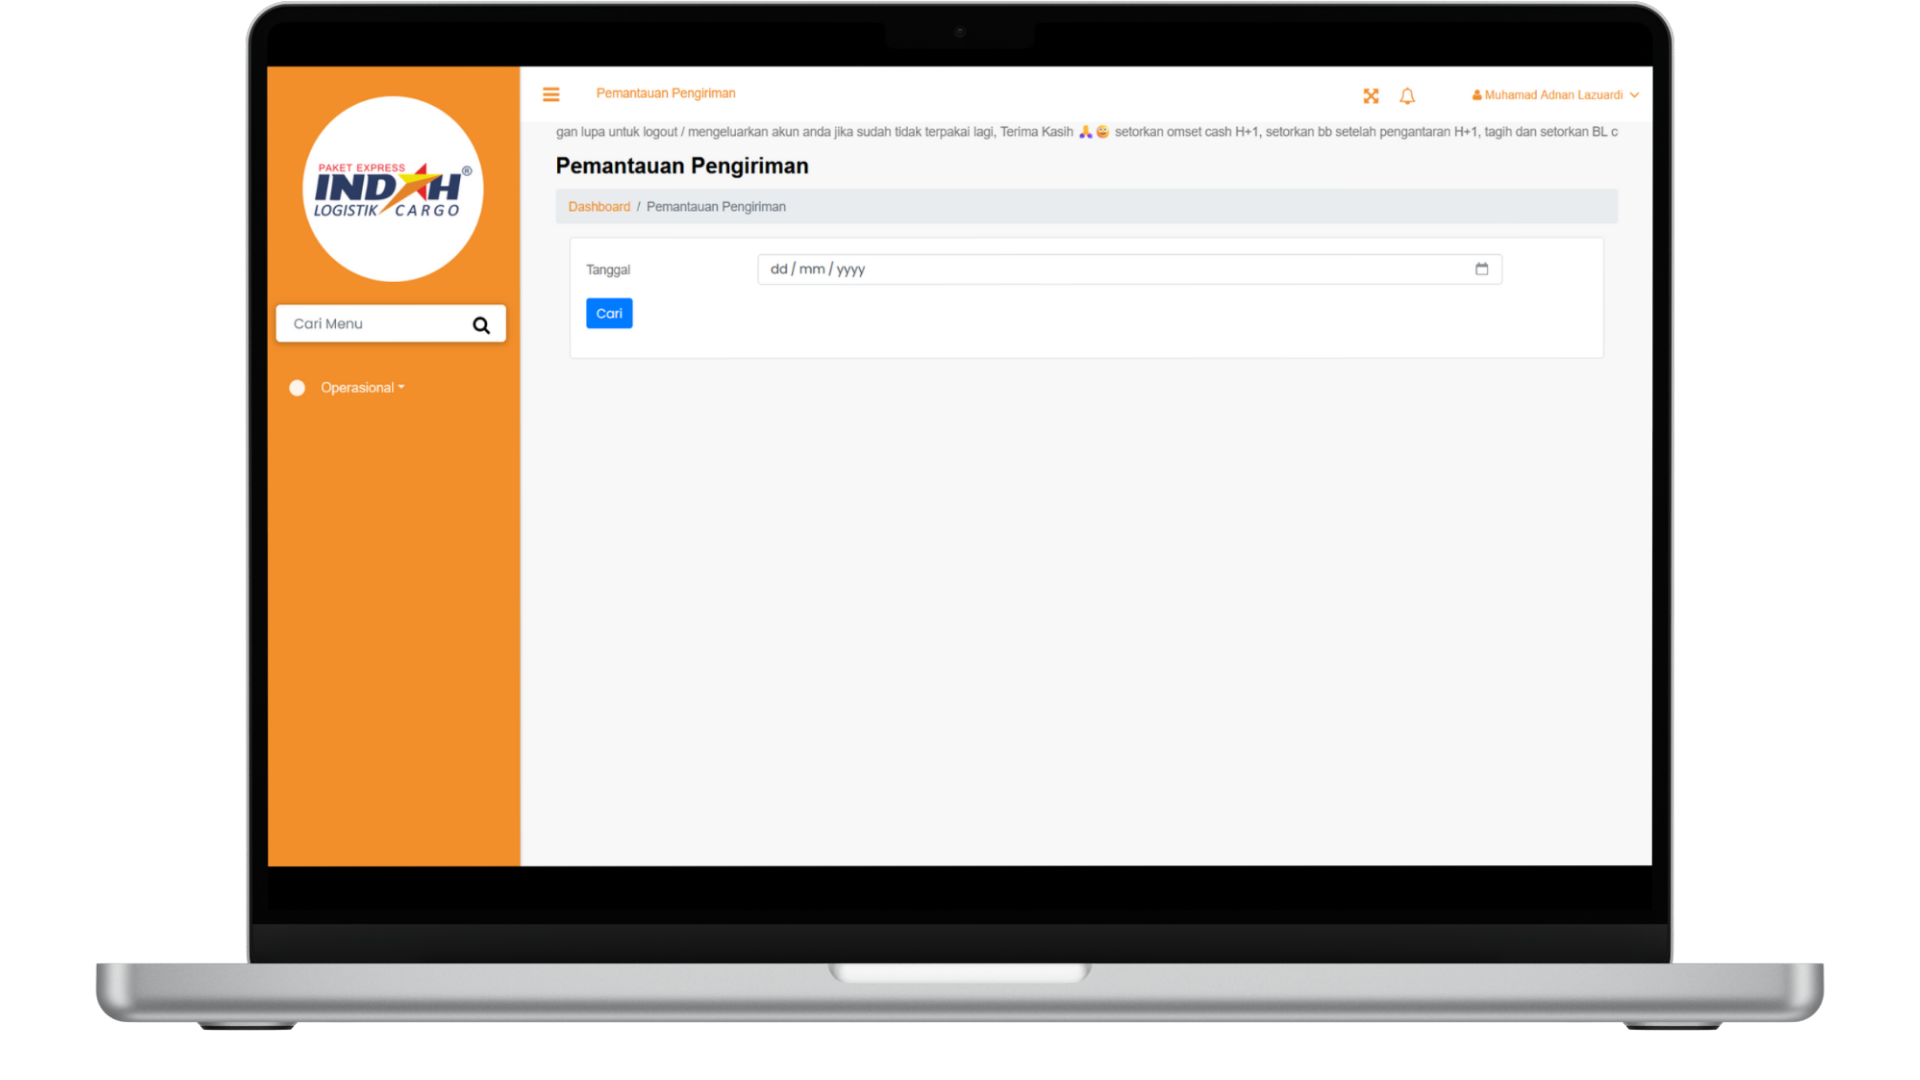 PAKET EXPRESS
INDAH®
LOGISTIK CARGO
Cari Menu
Operasional
Pemantauan Pengiriman
Muhamad Adnan Lazuardi
gan lupa untuk logout / mengeluarkan akun anda jika sudah tidak terpakai lagi, Terima Kasih 🙏😄 setorkan omset cash H+1, setorkan bb setelah pengantaran H+1, tagih dan setorkan BL c
Pemantauan Pengiriman
Dashboard / Pemantauan Pengiriman
Tanggal
dd/mm/yyyy
Cari